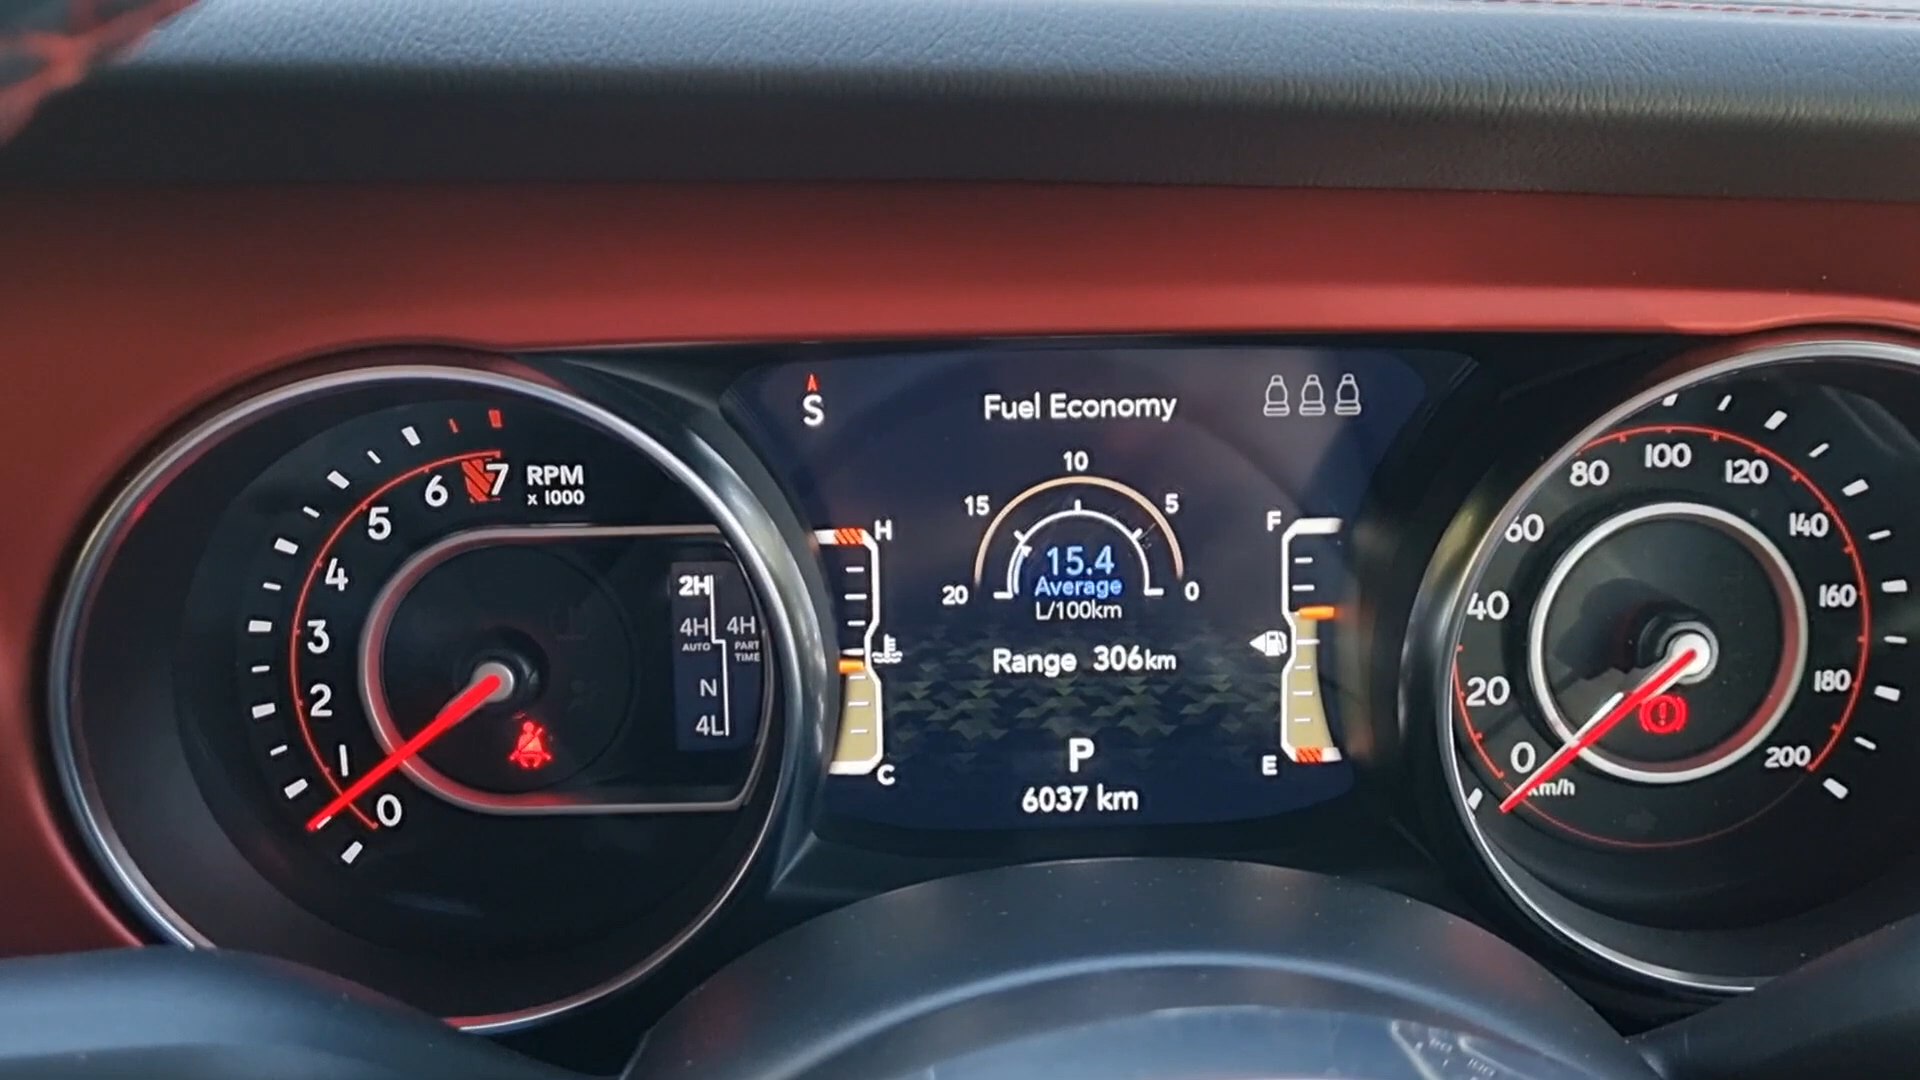 S
Fuel Economy
10
15
5
20
0
15.4
Average
L/100km
Range 306km
P
6037 km
H
C
F
E
7
RPM
x 1000
6
5
4
3
2
1
0
2H
4H
AUTO
4H
PART
TIME
N
4L
100
80
120
60
140
40
160
20
180
0
200
km/h